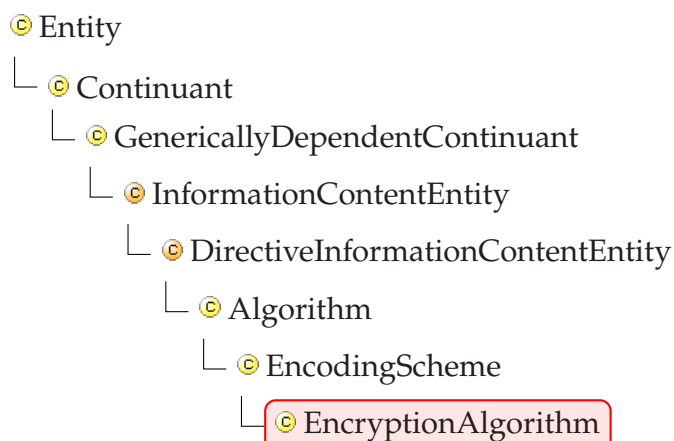 Entity
Continuant
GenericallyDependentContinuant
InformationContentEntity
DirectiveInformationContentEntity
Algorithm
EncodingScheme
EncryptionAlgorithm